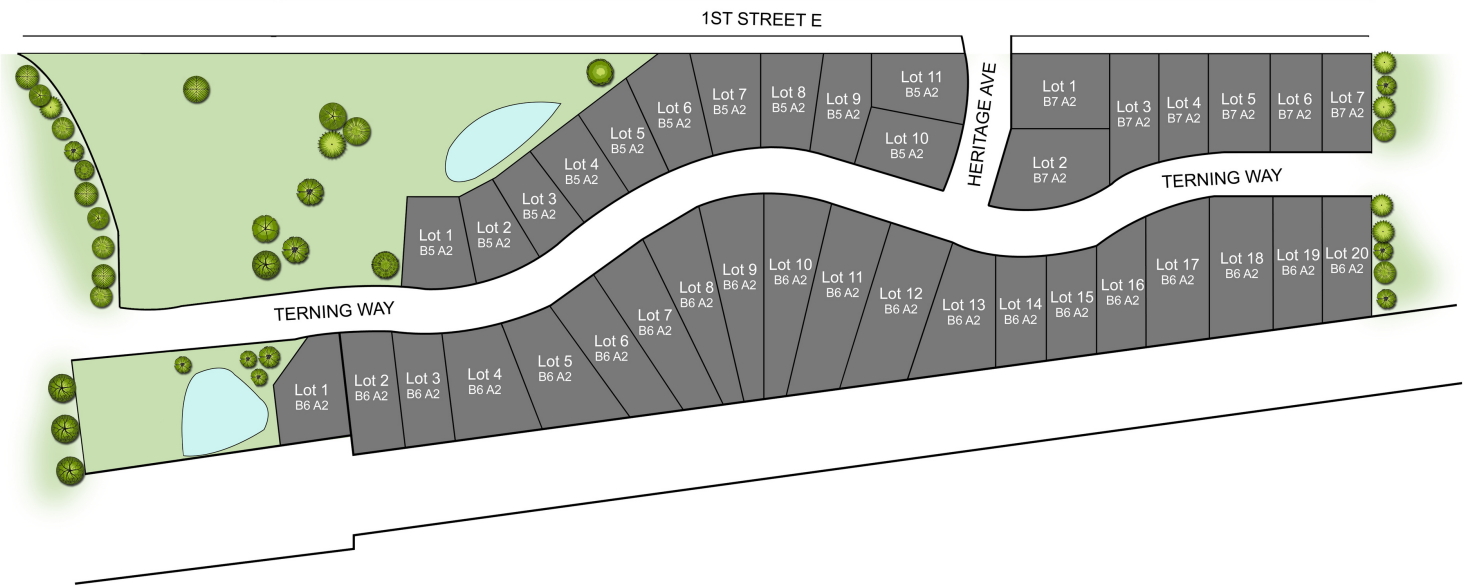 1ST STREET E
HERITAGE AVE
Lot 1
B5 A2
Lot 2
B5 A2
Lot 3
B5 A2
Lot 4
B5 A2
Lot 5
B5 A2
Lot 6
B5 A2
Lot 7
B5 A2
Lot 8
B5 A2
Lot 9
B5 A2
Lot 11
B5 A2
Lot 10
B5 A2
Lot 1
B7 A2
Lot 2
B7 A2
Lot 3
B7 A2
Lot 4
B7 A2
Lot 5
B7 A2
Lot 6
B7 A2
Lot 7
B7 A2
TERNING WAY
TERNING WAY
Lot 1
B6 A2
Lot 2
B6 A2
Lot 3
B6 A2
Lot 4
B6 A2
Lot 5
B6 A2
Lot 6
B6 A2
Lot 7
B6 A2
Lot 8
B6 A2
Lot 9
B6 A2
Lot 10
B6 A2
Lot 11
B6 A2
Lot 12
B6 A2
Lot 13
B6 A2
Lot 14
B6 A2
Lot 15
B6 A2
Lot 16
B6 A2
Lot 17
B6 A2
Lot 18
B6 A2
Lot 19
B6 A2
Lot 20
B6 A2